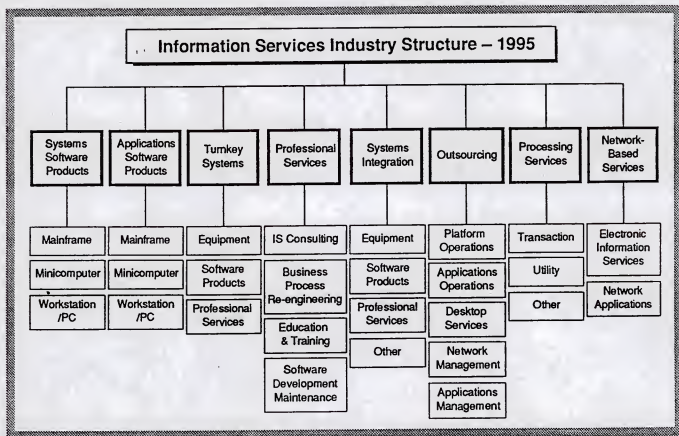 Information Services Industry Structure – 1995
Systems
Software
Products
Applications
Software
Products
Turnkey
Systems
Professional
Services
Systems
Integration
Outsourcing
Processing
Services
Network-
Based
Services
Mainframe
Minicomputer
Workstation
/PC
Mainframe
Minicomputer
Workstation
/PC
Equipment
Software
Products
Professional
Services
IS Consulting
Business
Process
Re-engineering
Education
& Training
Software
Development
Maintenance
Equipment
Software
Products
Professional
Services
Other
Platform
Operations
Applications
Operations
Desktop
Services
Network
Management
Applications
Management
Transaction
Utility
Other
Electronic
Information
Services
Network
Applications